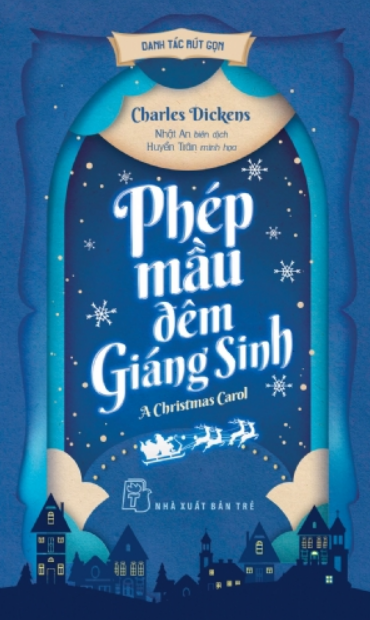 DANH TÁC RÚT GỌN
Charles Dickens
Nhật An biên dịch
Huyền Trân minh họa
Phép
mầu
đêm
Giáng Sinh
A Christmas Carol
NHÀ XUẤT BẢN TRẺ